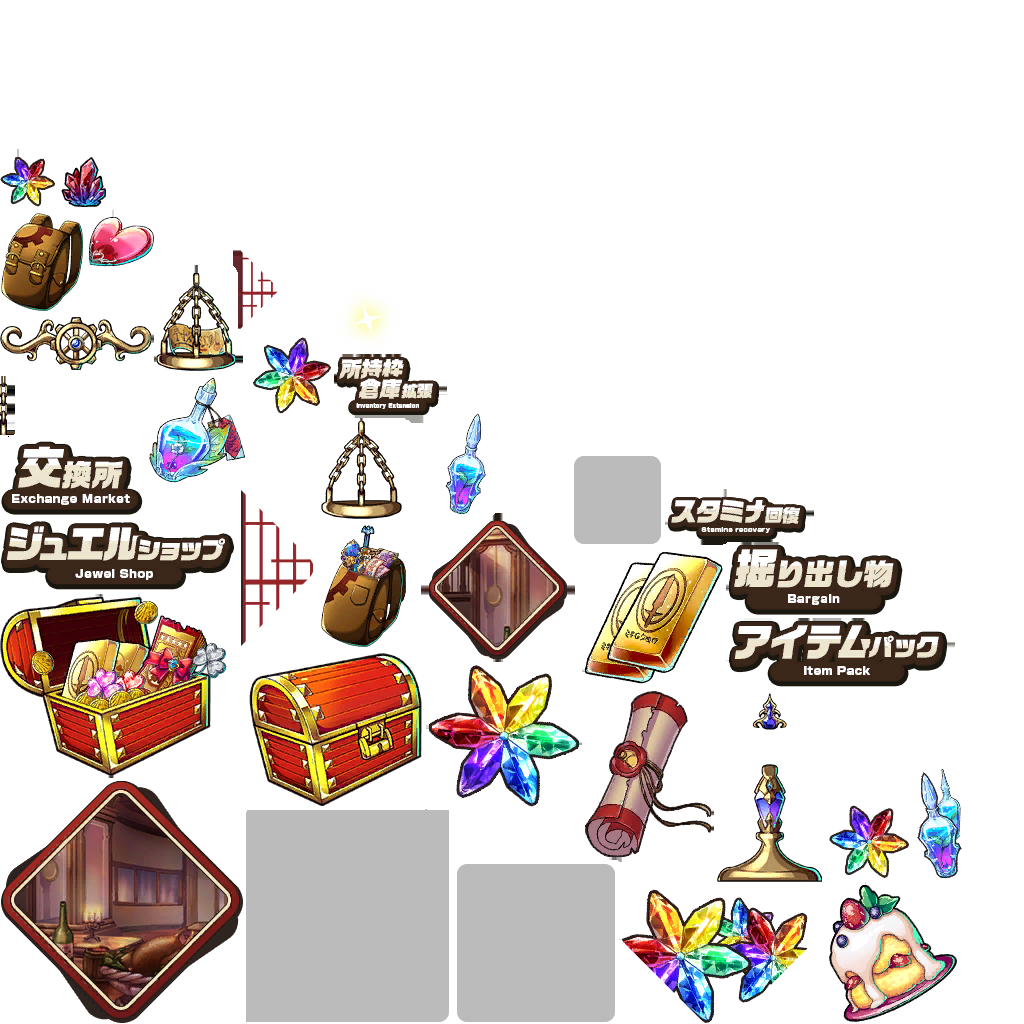 所持枠
倉庫拡張
Inventory Extension
交換所
Exchange Market
スタミナ回復
Stamina recovery
ジュエルショップ
Jewel Shop
掘り出し物
Bargain
アイテムパック
Item Pack